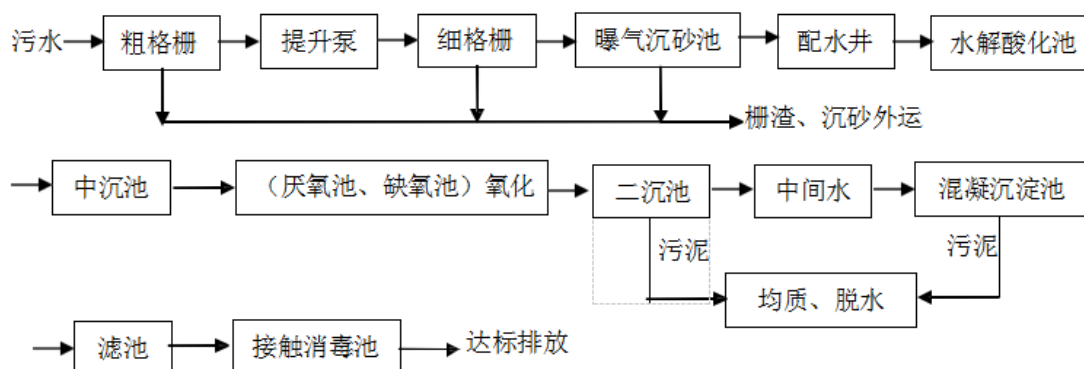 污水 粗格栅 提升泵 细格栅 曝气沉砂池 配水井 水解酸化池
栅渣、沉砂外运
中沉池 （厌氧池、缺氧池）氧化 二沉池 中间水 混凝沉淀池
污泥 污泥
均质、脱水
滤池 接触消毒池 达标排放